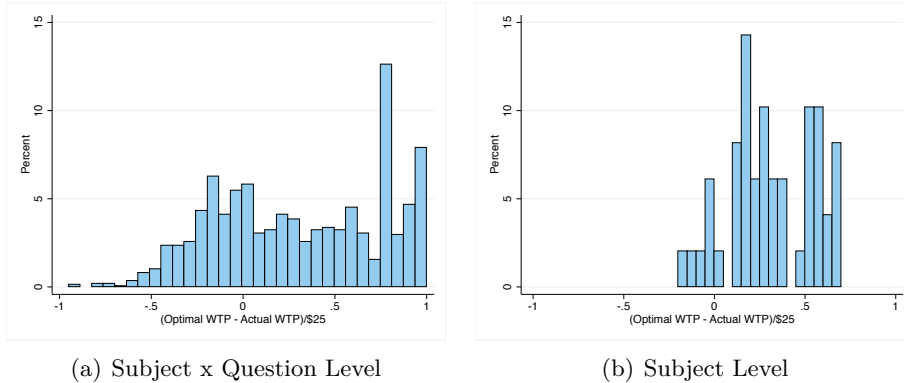 15
10
5
0
Percent
-1 -.5 0 .5 1
(Optimal WTP - Actual WTP)/$25
(a) Subject x Question Level
15
10
5
0
Percent
-1 -.5 0 .5 1
(Optimal WTP - Actual WTP)/$25
(b) Subject Level